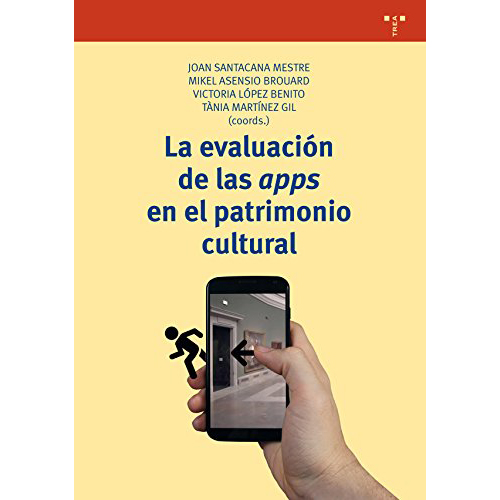 TREA
JOAN SANTACANA MESTRE
MIKEL ASENSIO BROUARD
VICTORIA LÓPEZ BENITO
TÀNIA MARTÍNEZ GIL
(coords.)
La evaluación
de las apps
en el patrimonio
cultural